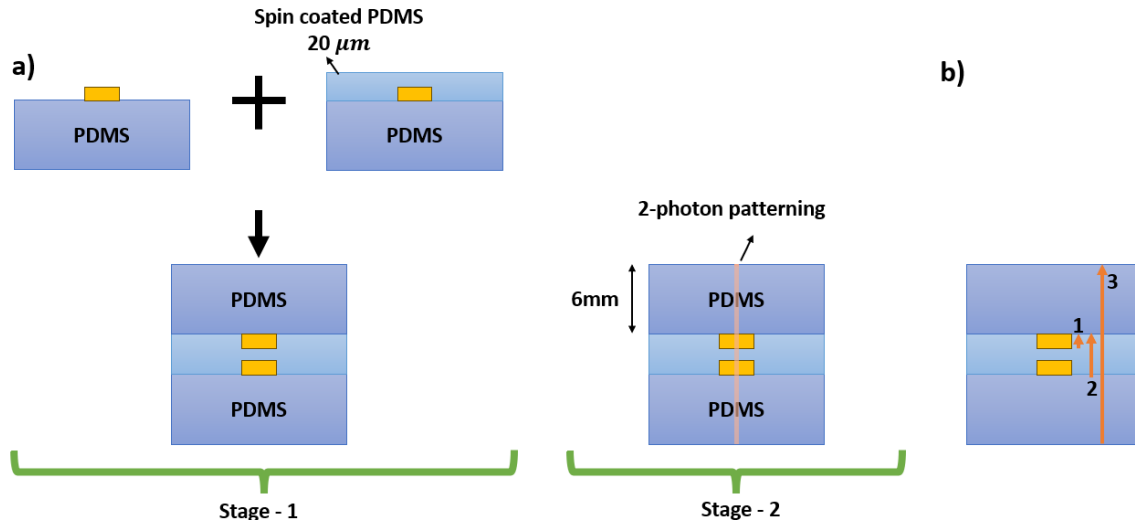 Spin coated PDMS
20 μm
a)
b)
PDMS
PDMS
2-photon patterning
PDMS
6mm
PDMS
3
1
PDMS
PDMS
2
Stage - 1
Stage - 2